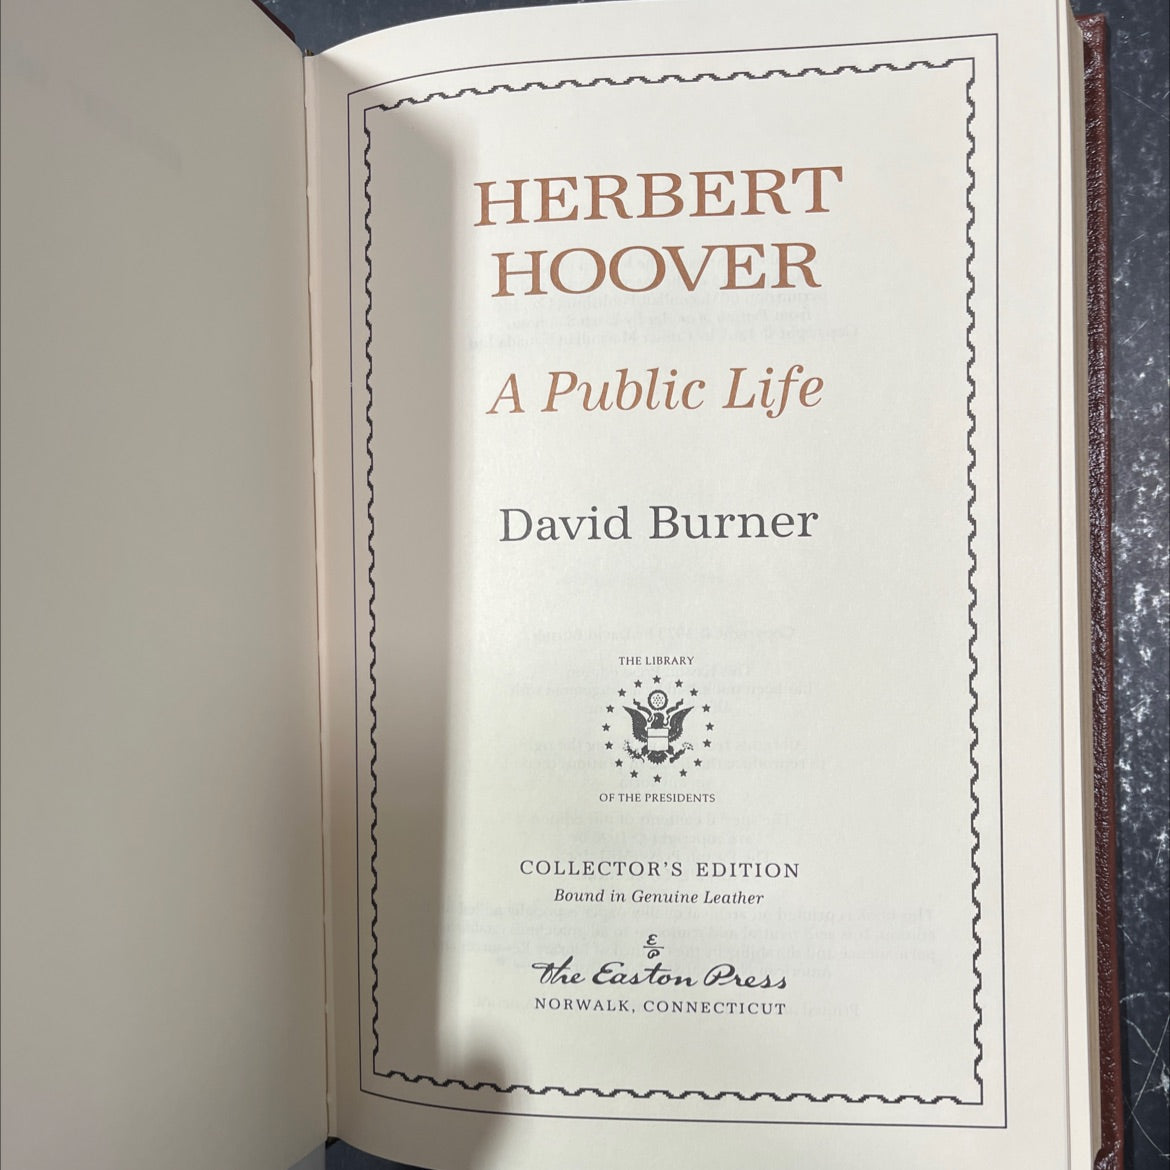 HERBERT
HOOVER
A Public Life
David Burner
THE LIBRARY
OF THE PRESIDENTS
COLLECTOR'S EDITION
Bound in Genuine Leather
The Easton Press
NORWALK, CONNECTICUT